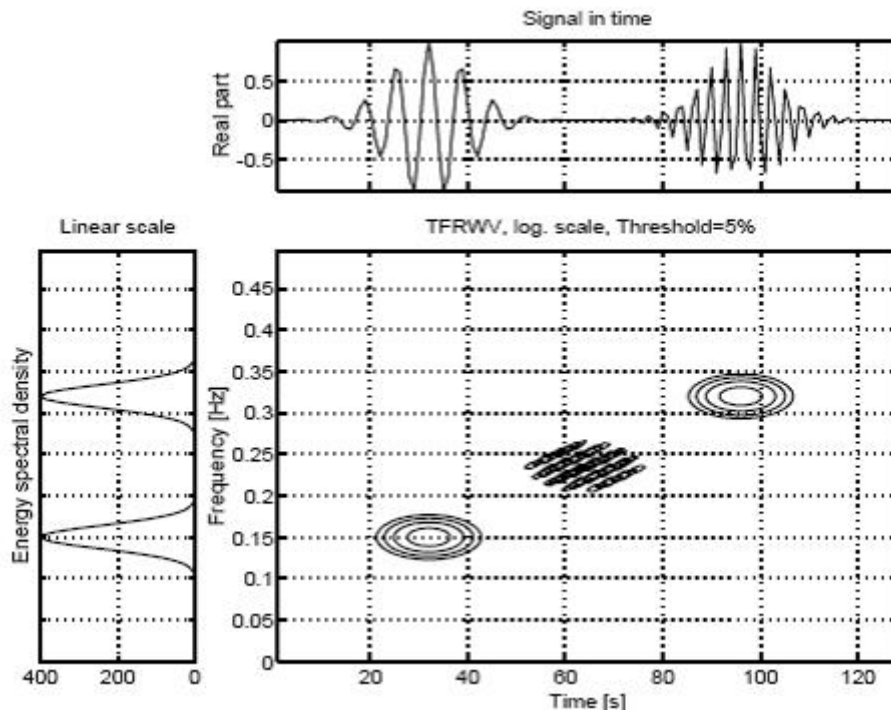 Signal in time
Real part
0.5
0
-0.5
Linear scale
TFRWV, log. scale, Threshold=5%
Energy spectral density
Frequency [Hz]
0.45
0.4
0.35
0.3
0.25
0.2
0.15
0.1
0.05
0
400 200 0
20 40 60 80 100 120
Time [s]